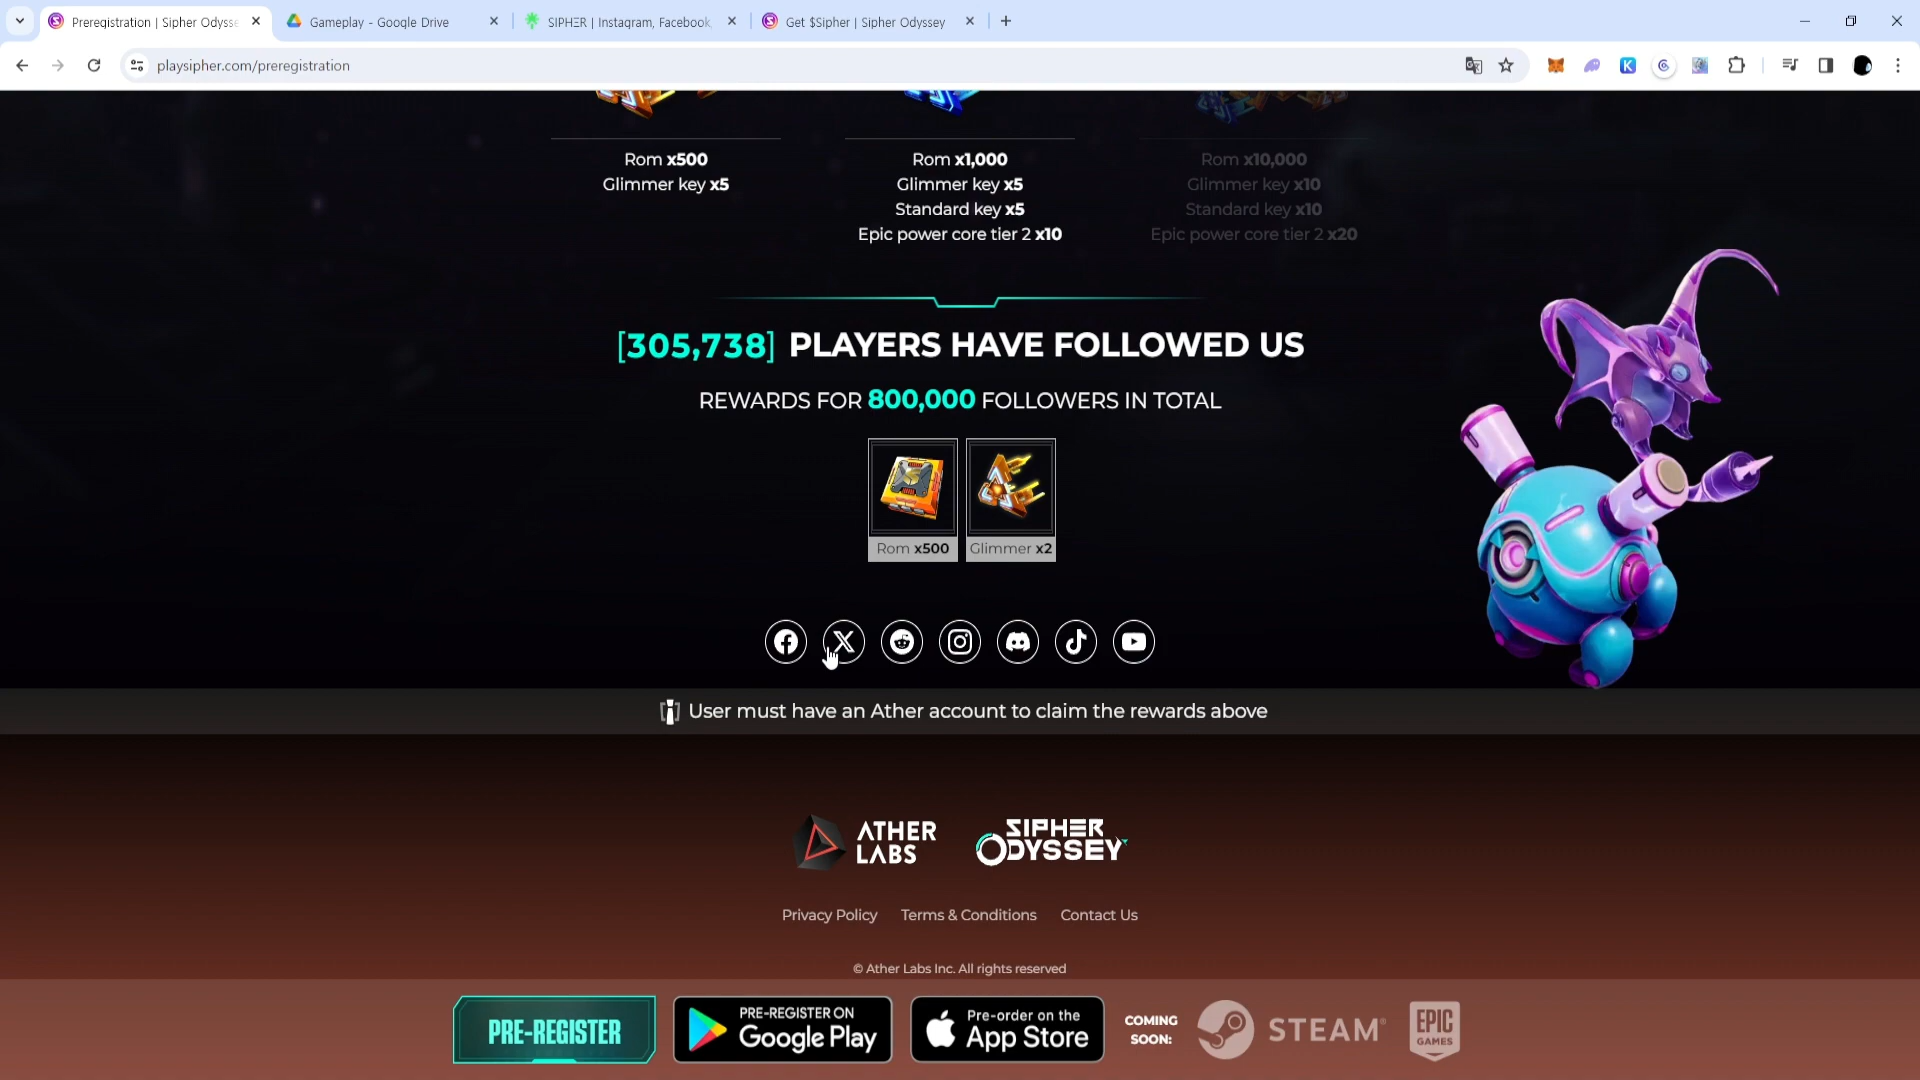 Preregistration | Sipher Odysse
Gameplay - Google Drive
SIPHER | Instagram, Facebook,
Get $Sipher | Sipher Odyssey
playsipher.com/preregistration
Rom x500
Glimmer key x5
Rom x1,000
Glimmer key x5
Standard key x5
Epic power core tier 2 x10
Rom x10,000
Glimmer key x10
Standard key x10
Epic power core tier 2 x20
[305,738] PLAYERS HAVE FOLLOWED US
REWARDS FOR 800,000 FOLLOWERS IN TOTAL
Rom x500
Glimmer x2
User must have an Ather account to claim the rewards above
ATHER
LABS
SIPHER
ODYSSEY
Privacy Policy
Terms & Conditions
Contact Us
© Ather Labs Inc. All rights reserved
PRE-REGISTER
PRE-REGISTER ON
Google Play
Pre-order on the
App Store
COMING
SOON:
STEAM
EPIC
GAMES